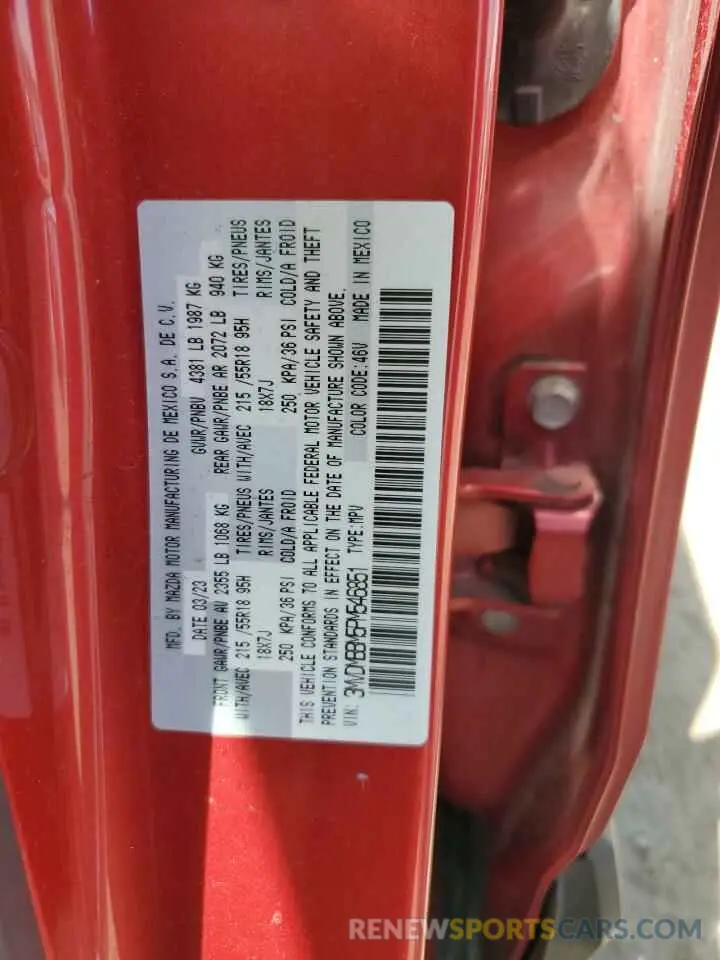 MFD. BY MAZDA MOTOR MANUFACTURING DE MEXICO S.A. DE C.V.
DATE 03/23 GVWR/PNBV 4381 LB 1987 KG
FRONT GAWR/PNBE AV 2355 LB 1068 KG REAR GAWR/PNBE AR 2072 LB 940 KG
WITH/AVEC 215 /55R18 95H TIRES/PNEUS WITH/AVEC 215 /55R18 95H TIRES/PNEUS
18X7J RIMS/JANTES 18X7J RIMS/JANTES
250 KPA/36 PSI COLD/A FROID 250 KPA/36 PSI COLD/A FROID
THIS VEHICLE CONFORMS TO ALL APPLICABLE FEDERAL MOTOR VEHICLE SAFETY AND THEFT
PREVENTION STANDARDS IN EFFECT ON THE DATE OF MANUFACTURE SHOWN ABOVE.
VIN: 3MVDMBBM5PM546851 TYPE:MPV COLOR CODE:46V MADE IN MEXICO
RENEWSPORTSCARS.COM